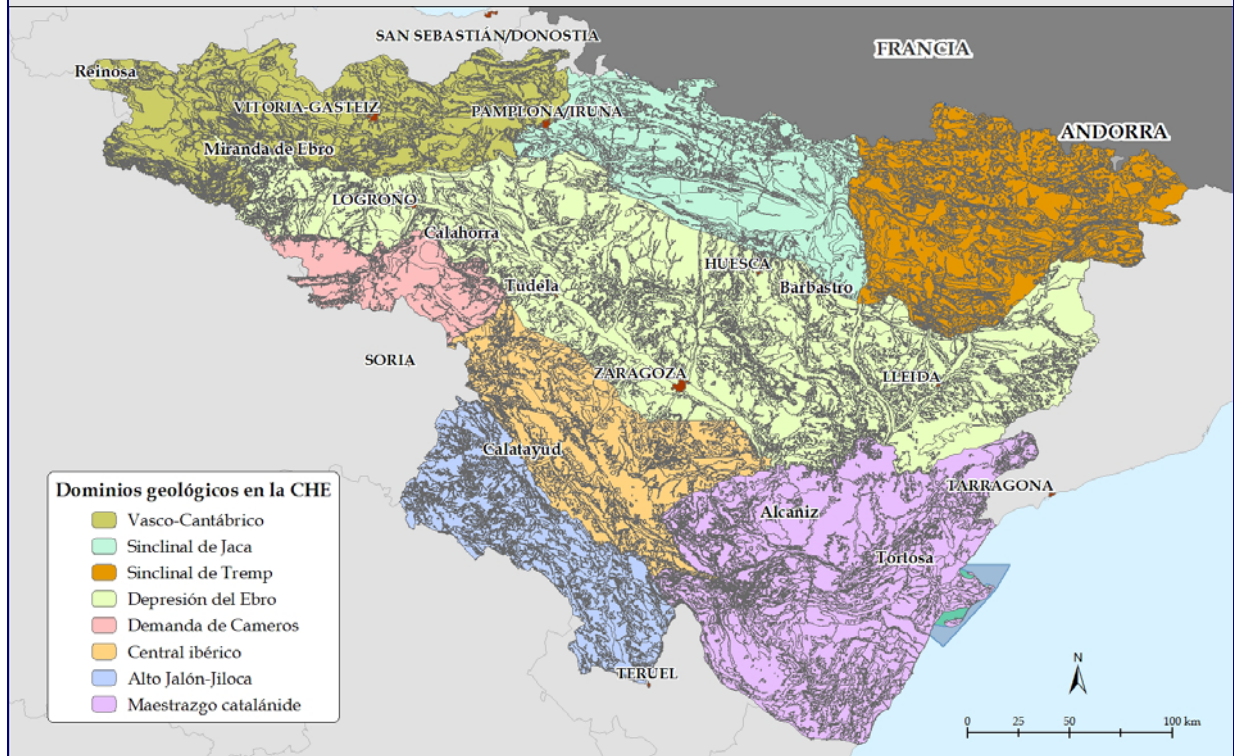 SAN SEBASTIÁN/DONOSTIA
FRANCIA
Reinosa
VITORIA-GASTEIZ
PAMPLONA/IRUÑA
ANDORRA
Miranda de Ebro
LOGROÑO
Calahorra
HUESCA
Tudela
Barbastro
SORIA
ZARAGOZA
LLEIDA
Calatayud
TARRAGONA
Alcañiz
Tortosa
TERUEL
Dominios geológicos en la CHE
Vasco-Cantábrico
Sinclinal de Jaca
Sinclinal de Tremp
Depresión del Ebro
Demanda de Cameros
Central ibérico
Alto Jalón-Jiloca
Maestrazgo catalánide
N
0 25 50 100 km